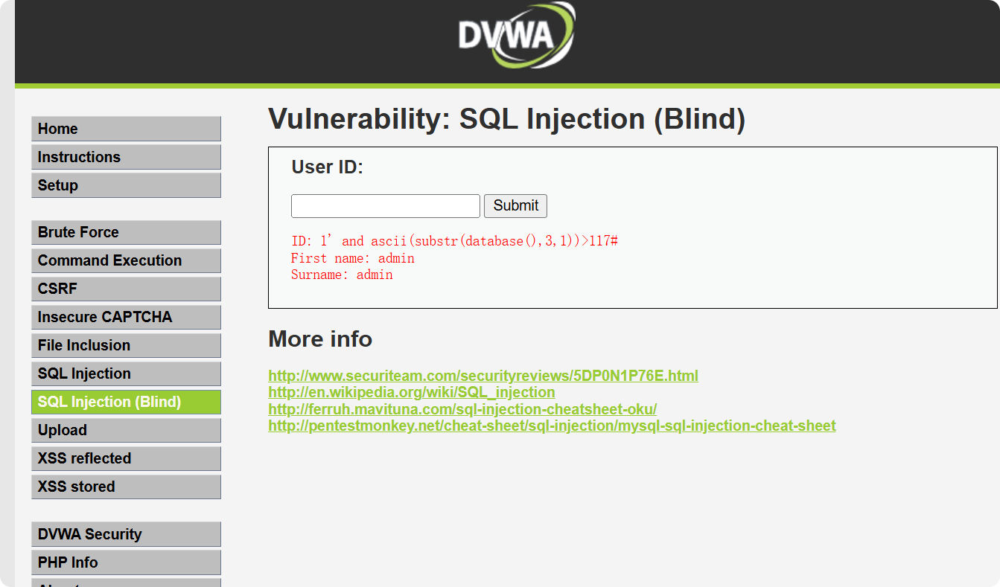 DVWA
Home
Instructions
Setup
Brute Force
Command Execution
CSRF
Insecure CAPTCHA
File Inclusion
SQL Injection
SQL Injection (Blind)
Upload
XSS reflected
XSS stored
DVWA Security
PHP Info
Vulnerability: SQL Injection (Blind)
User ID:
Submit
ID: 1' and ascii(substr(database(),3,1))>117#
First name: admin
Surname: admin
More info
http://www.securiteam.com/securityreviews/5DP0N1P76E.html
http://en.wikipedia.org/wiki/SQL_injection
http://ferruh.mavituna.com/sql-injection-cheatsheet-oku/
http://pentestmonkey.net/cheat-sheet/sql-injection/mysql-sql-injection-cheat-sheet